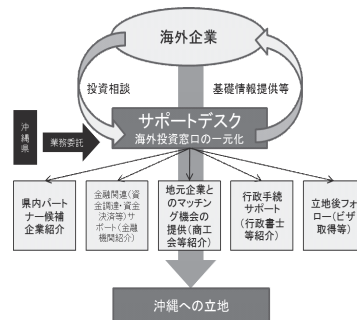 海外企業
投資相談
基礎情報提供等
沖縄県
業務委託
サポートデスク
海外投資窓口の一元化
県内パート
ナー候補
企業紹介
金融関連(資
金調達・資金
決済等)サ
ポート(金融
機関紹介)
地元企業と
のマッチン
グ機会の
提供(商工
会等紹介)
行政手続
サポート
(行政書士
等紹介)
立地後フォ
ロー(ビザ
取得等)
沖縄への立地